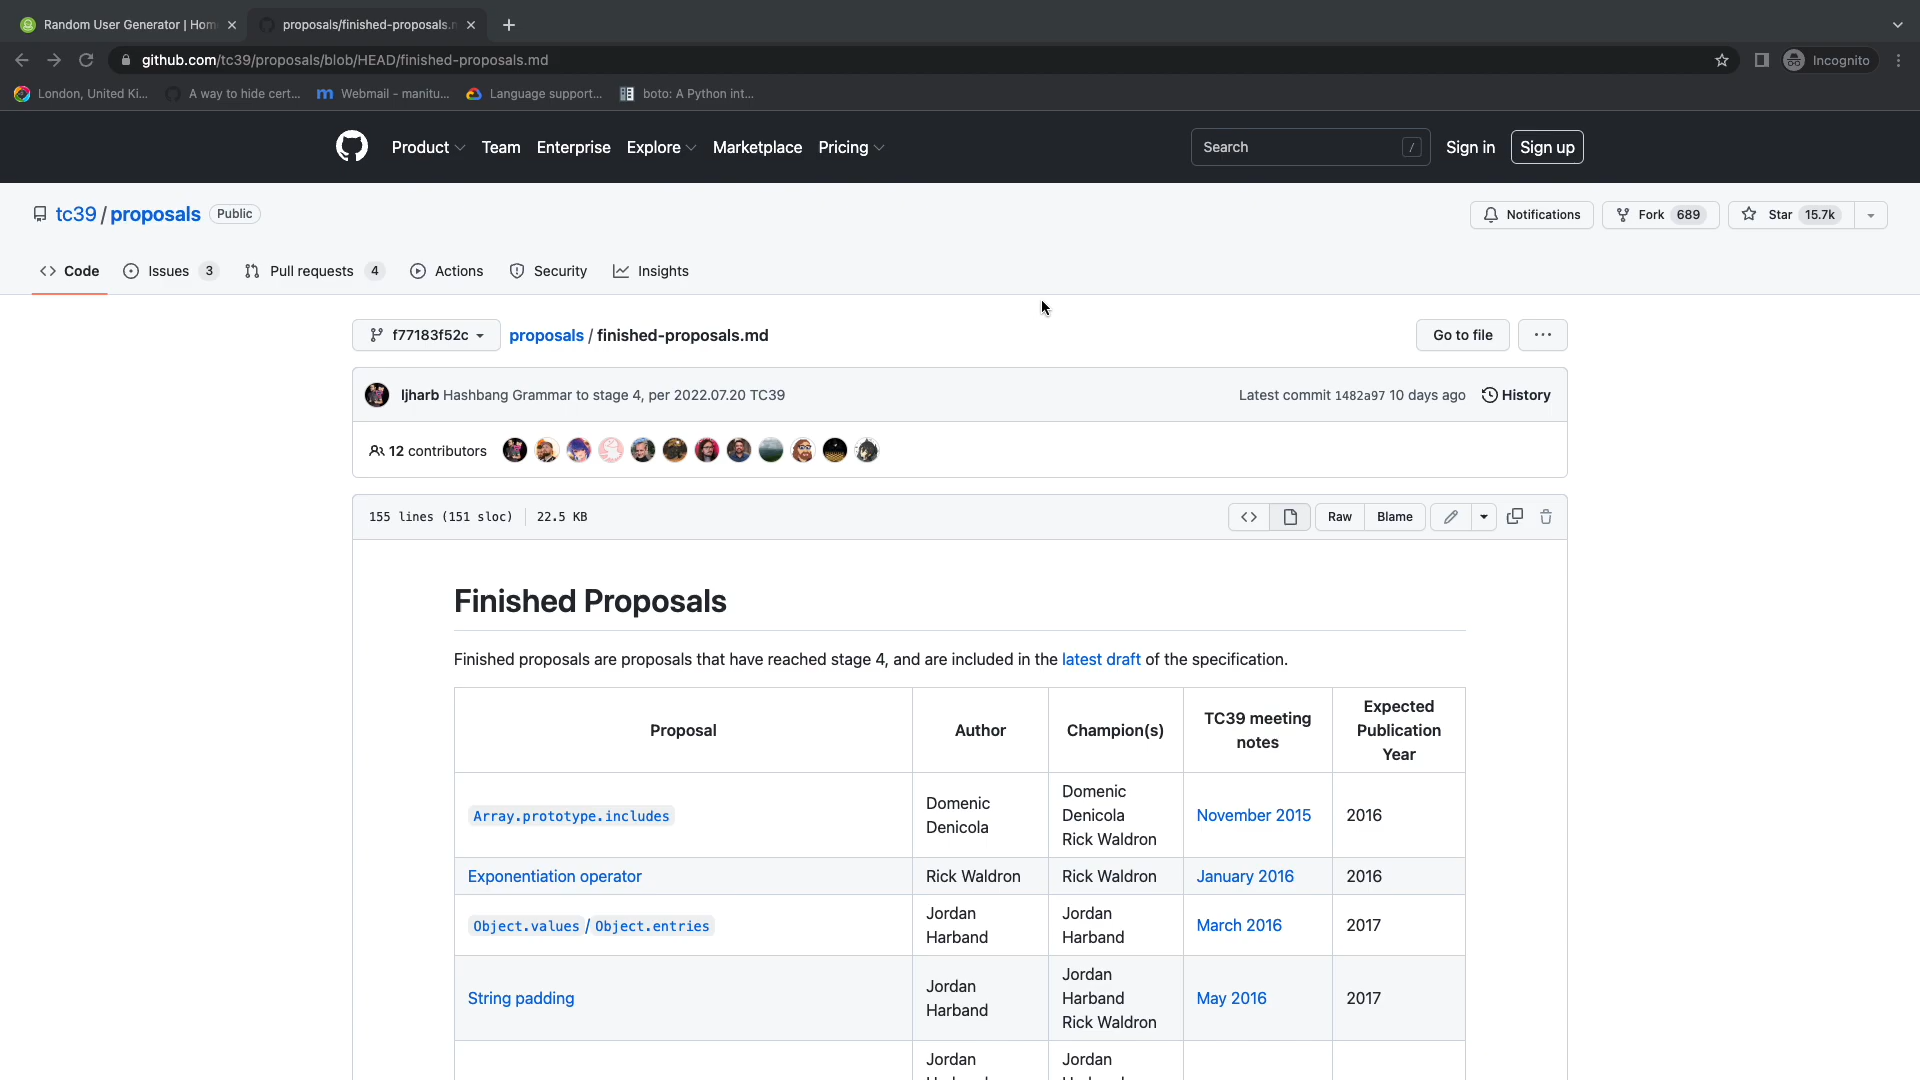 Random User Generator | Hom
proposals/finished-proposals.m
github.com/tc39/proposals/blob/HEAD/finished-proposals.md
Incognito
London, United Ki...
A way to hide cert...
Webmail - manitu...
Language support...
boto: A Python int...
Product
Team
Enterprise
Explore
Marketplace
Pricing
Search
/
Sign in
Sign up
tc39 / proposals
Public
Notifications
Fork 689
Star 15.7k
Code
Issues 3
Pull requests 4
Actions
Security
Insights
f77183f52c
proposals / finished-proposals.md
Go to file
ljharb Hashbang Grammar to stage 4, per 2022.07.20 TC39
Latest commit 1482a97 10 days ago
History
12 contributors
155 lines (151 sloc)
22.5 KB
Raw
Blame
Finished Proposals
Finished proposals are proposals that have reached stage 4, and are included in the latest draft of the specification.
Proposal
Author
Champion(s)
TC39 meeting
notes
Expected
Publication
Year
Array.prototype.includes
Domenic
Denicola
Domenic
Denicola
Rick Waldron
November 2015
2016
Exponentiation operator
Rick Waldron
Rick Waldron
January 2016
2016
Object.values / Object.entries
Jordan
Harband
Jordan
Harband
March 2016
2017
String padding
Jordan
Harband
Jordan
Harband
Rick Waldron
May 2016
2017
Jordan
Jordan